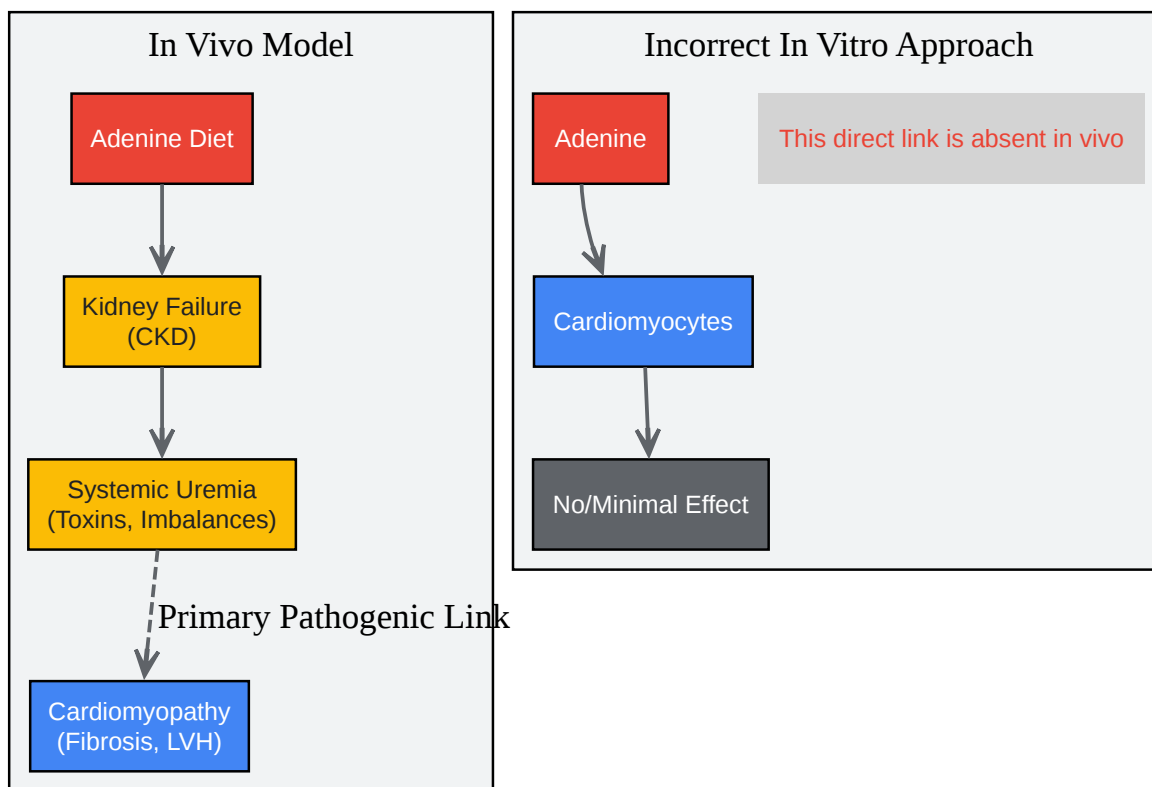 In Vivo Model
Adenine Diet
Kidney Failure
(CKD)
Systemic Uremia
(Toxins, Imbalances)
Primary Pathogenic Link
Cardiomyopathy
(Fibrosis, LVH)
Incorrect In Vitro Approach
Adenine
This direct link is absent in vivo
Cardiomyocytes
No/Minimal Effect